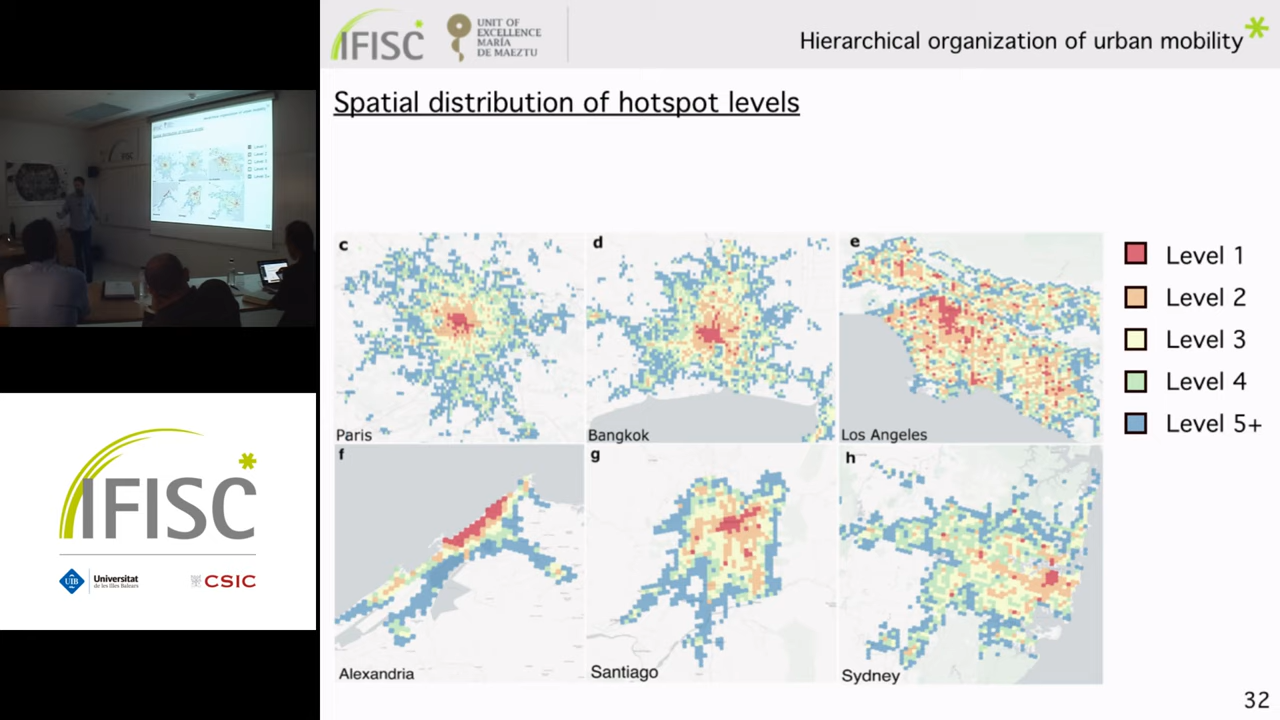 IFISC
UNIT OF
EXCELLENCE
MARÍA
DE MAEZTU
Hierarchical organization of urban mobility
Spatial distribution of hotspot levels
c
d
e
Paris
Bangkok
Los Angeles
f
g
h
Alexandria
Santiago
Sydney
Level 1
Level 2
Level 3
Level 4
Level 5+
32
IFISC
UIB
Universitat
de les Illes Balears
CSIC